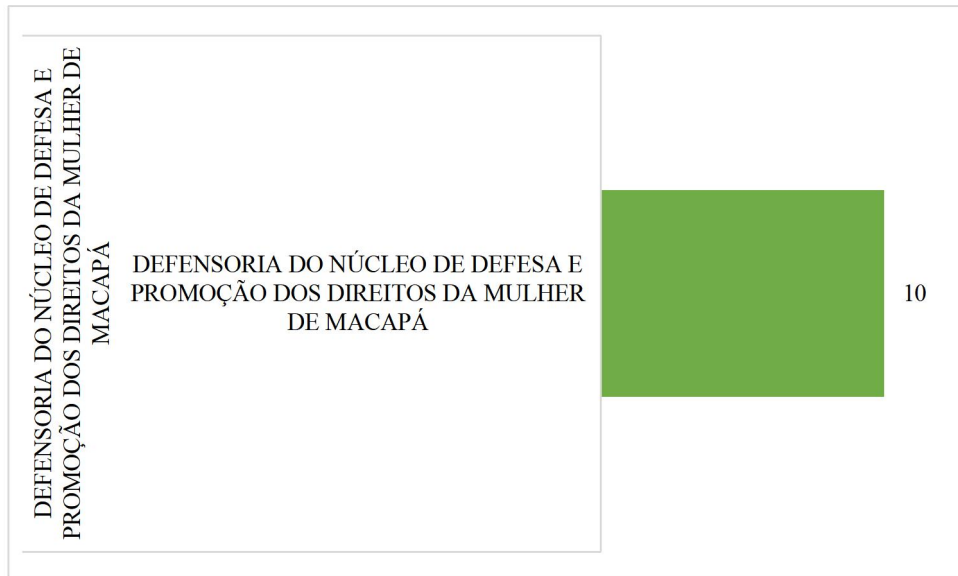 DEFENSORIA DO NÚCLEO DE DEFESA E
PROMOÇÃO DOS DIREITOS DA MULHER DE
MACAPÁ
DEFENSORIA DO NÚCLEO DE DEFESA E
PROMOÇÃO DOS DIREITOS DA MULHER
DE MACAPÁ
10